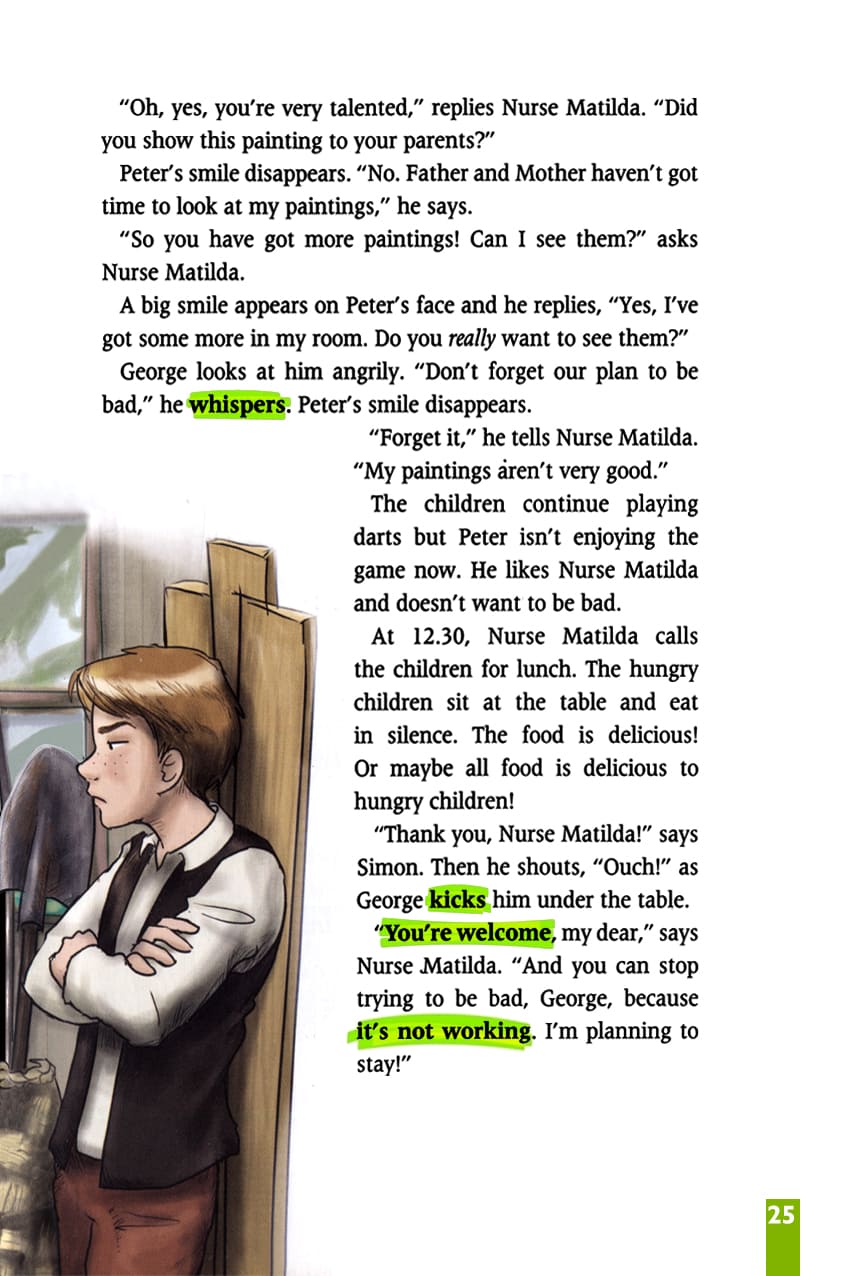 “Oh, yes, you’re very talented,” replies Nurse Matilda. “Did
you show this painting to your parents?”
Peter’s smile disappears. “No. Father and Mother haven’t got
time to look at my paintings,” he says.
“So you have got more paintings! Can I see them?” asks
Nurse Matilda.
A big smile appears on Peter’s face and he replies, “Yes, I’ve
got some more in my room. Do you really want to see them?”
George looks at him angrily. “Don’t forget our plan to be
bad,” he whispers. Peter’s smile disappears.
“Forget it,” he tells Nurse Matilda.
“My paintings aren’t very good.”
The children continue playing
darts but Peter isn’t enjoying the
game now. He likes Nurse Matilda
and doesn’t want to be bad.
At 12.30, Nurse Matilda calls
the children for lunch. The hungry
children sit at the table and eat
in silence. The food is delicious!
Or maybe all food is delicious to
hungry children!
“Thank you, Nurse Matilda!” says
Simon. Then he shouts, “Ouch!” as
George kicks him under the table.
“You’re welcome, my dear,” says
Nurse Matilda. “And you can stop
trying to be bad, George, because
it’s not working. I’m planning to
stay!”
25